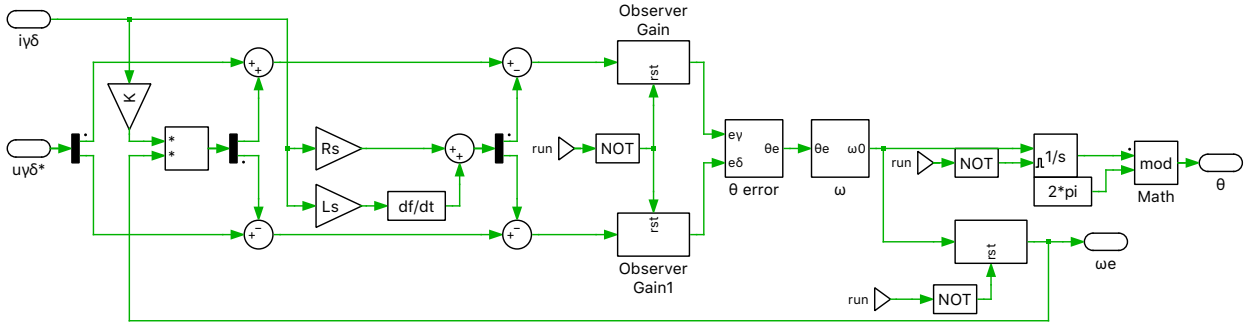 Observer
Gain
iγδ
+
+
+
−
rst
K
*
*
uγδ*
Rs
+
+
run
NOT
eγ
eδ
θe
θ error
θe
ω0
ω
run
NOT
1/s
2*pi
mod
Math
θ
Ls
df/dt
+
−
+
−
rst
Observer
Gain1
rst
ωe
run
NOT